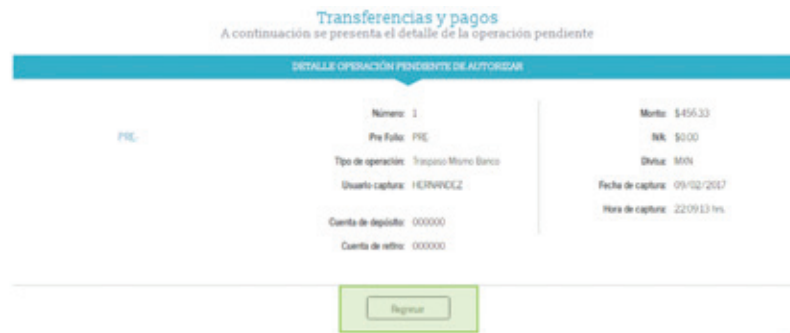 Transferencias y pagos
A continuación se presenta el detalle de la operación pendiente
DETALLE OPERACIÓN PENDIENTE DE AUTORIZAR
PRE-
Número: 1
Pre Folio: PRE
Tipo de operación: Traspaso Mismo Banco
Usuario captura: HERNANDEZ
Cuenta de depósito: 000000
Cuenta de retiro: 000000
Monto: $456.33
IVA: $0.00
Divisa: MXN
Fecha de captura: 09/02/2017
Hora de captura: 22:09:13 hrs.
Regresar